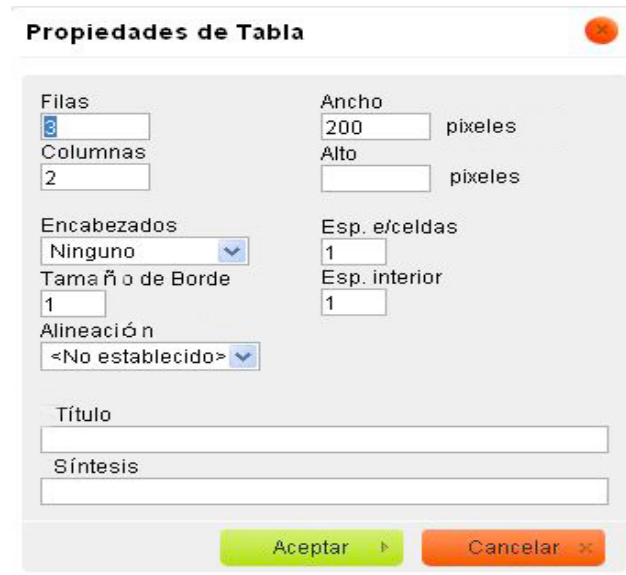 Propiedades de Tabla
Filas
3
Columnas
2
Ancho
200 pixeles
Alto
pixeles
Encabezados
Ninguno
Tamaño de Borde
1
Alineación
<No establecido>
Esp. e/celdas
1
Esp. interior
1
Título
Síntesis
Aceptar
Cancelar